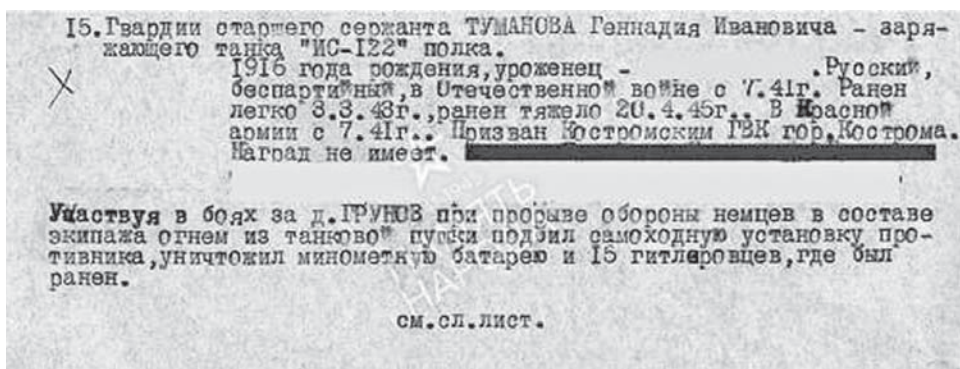 15.Гвардии старшего сержанта ТУМАНОВА Геннадия Ивановича - заря-
жающего танка "ИС-122" полка.
1916 года рождения,уроженец - .Русский,
беспартийный,в Отечественной войне с 7.41г. Ранен
легко 3.3.43г.,ранен тяжело 20.4.45г.. В Красной
армии с 7.41г.. Призван Костромским ГВК гор.Кострома.
Наград не имеет.
Участвуя в боях за д.ГРУНОВ при прорыве обороны немцев в составе
экипажа огнем из танковой пушки подбил самоходную установку про-
тивника,уничтожил минометную батарею и 15 гитлеровцев,где был
ранен.
см.сл.лист.
ПАМЯТЬ
НАРОДА